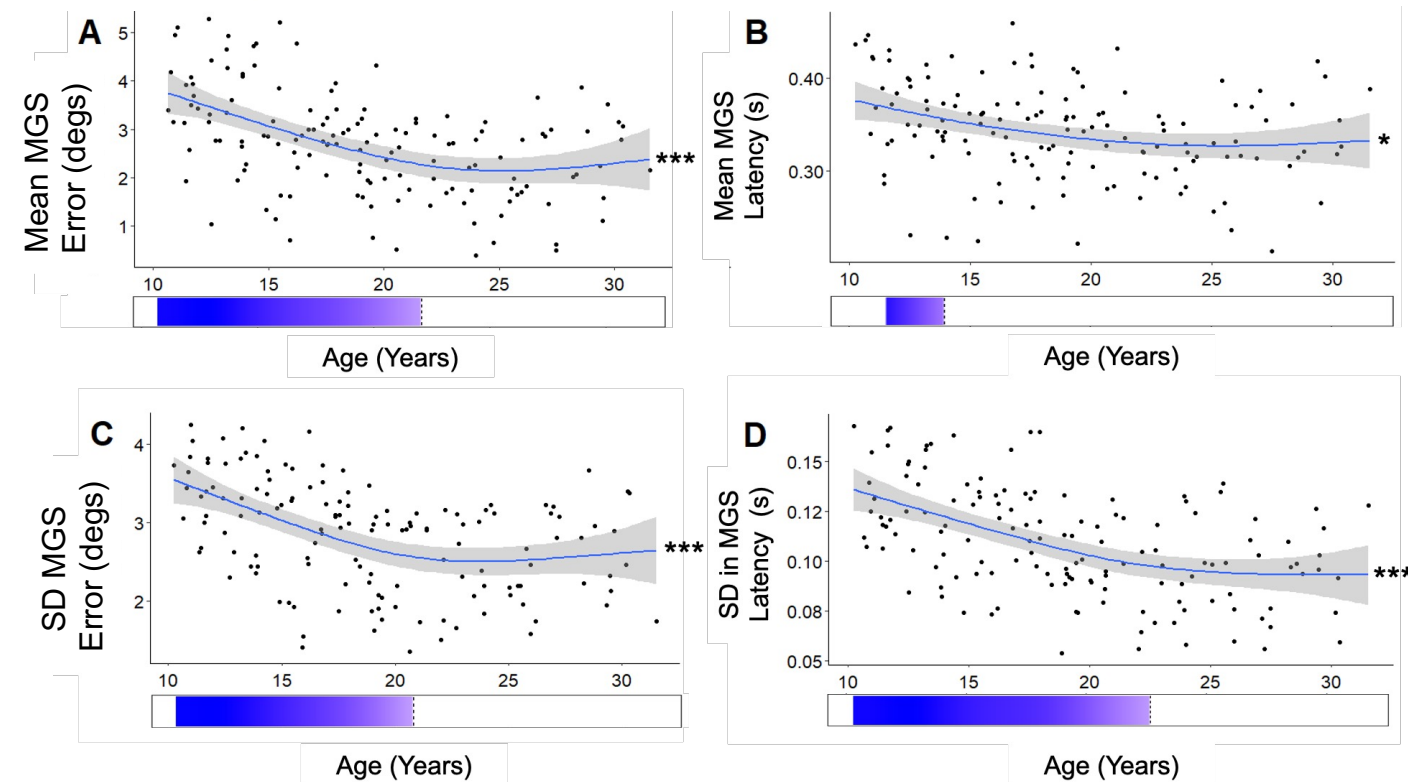 A
Mean MGS
Error (degs)
5
4
3
2
1
10 15 20 25 30
***
Age (Years)
B
Mean MGS
Latency (s)
0.40
0.30
10 15 20 25 30
*
Age (Years)
C
SD MGS
Error (degs)
4
3
2
10 15 20 25 30
***
Age (Years)
D
SD in MGS
Latency (s)
0.15
0.12
0.10
0.08
0.05
10 15 20 25 30
***
Age (Years)